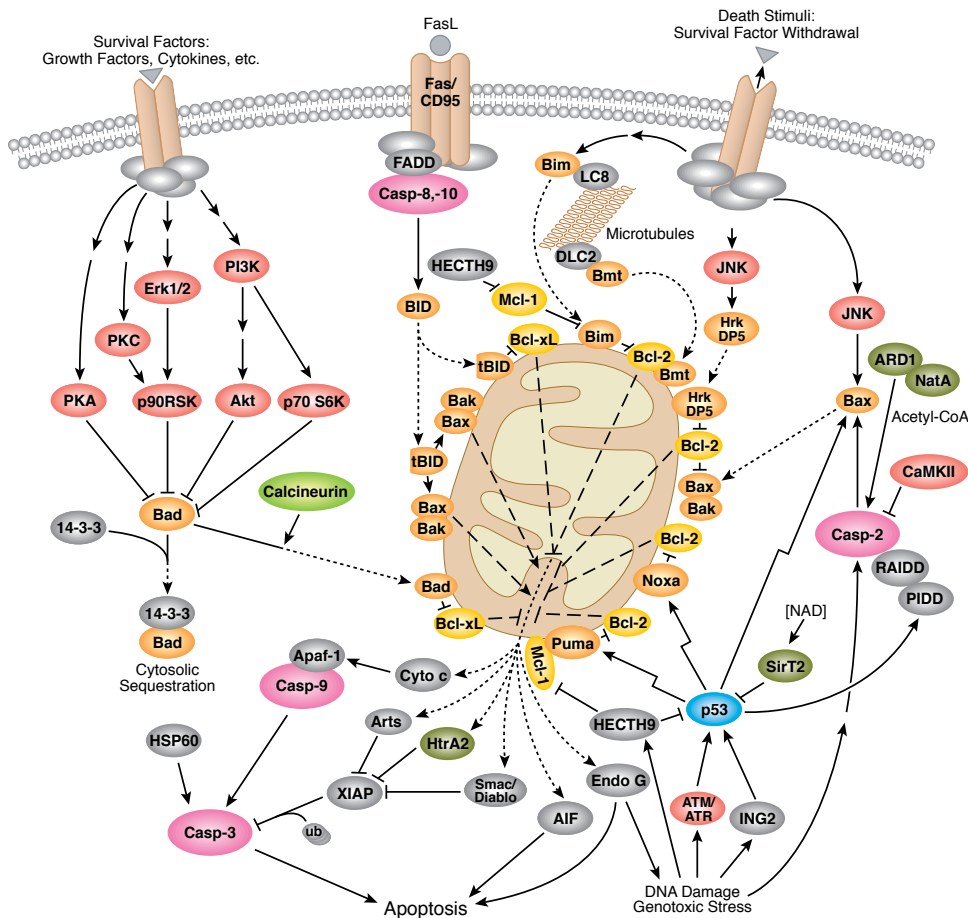 Survival Factors:
Growth Factors, Cytokines, etc.
FasL
Death Stimuli:
Survival Factor Withdrawal
Fas/
CD95
FADD
Casp-8,-10
Bim
LC8
Microtubules
DLC2
Bmt
HECTH9
Mcl-1
BID
PI3K
Erk1/2
PKC
PKA
p90RSK
Akt
p70 S6K
JNK
Hrk
DP5
JNK
ARD1
NatA
Acetyl-CoA
Bax
CaMKII
Casp-2
RAIDD
PIDD
Bcl-xL
tBID
Bim
Bcl-2
Bmt
Hrk
DP5
Bcl-2
Bax
Bak
Bak
Bax
tBID
Bax
Bak
Calcineurin
Bad
14-3-3
14-3-3
Bad
Cytosolic
Sequestration
Bad
Bcl-xL
Bcl-2
Noxa
Bcl-2
Puma
Mcl-1
[NAD]
SirT2
p53
HECTH9
Apaf-1
Casp-9
Cyto c
Arts
HtrA2
HSP60
XIAP
Smac/
Diablo
Endo G
AIF
ATM/
ATR
ING2
Casp-3
ub
Apoptosis
DNA Damage
Genotoxic Stress